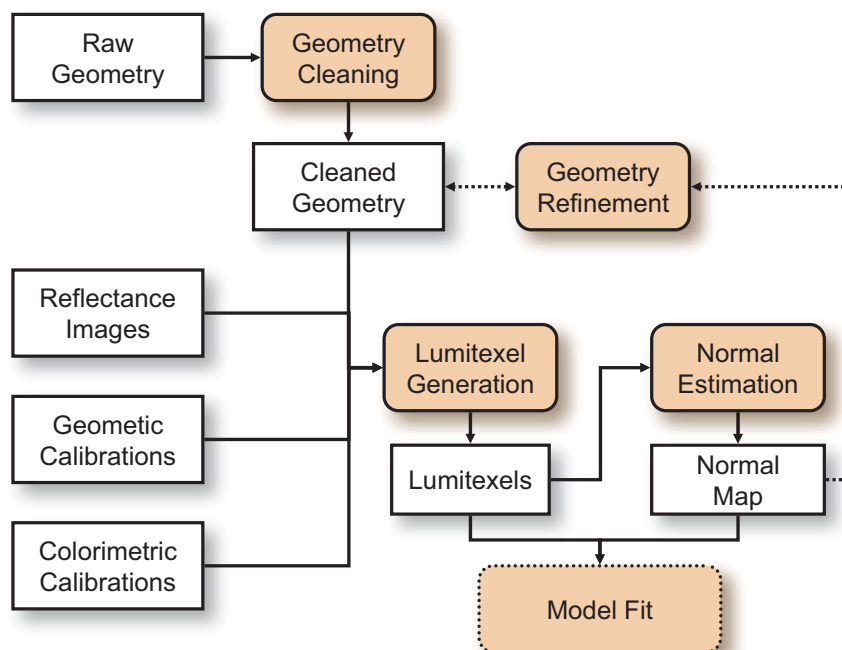 Raw
Geometry
Geometry
Cleaning
Cleaned
Geometry
Geometry
Refinement
Reflectance
Images
Lumitexel
Generation
Normal
Estimation
Geometic
Calibrations
Lumitexels
Normal
Map
Colorimetric
Calibrations
Model Fit